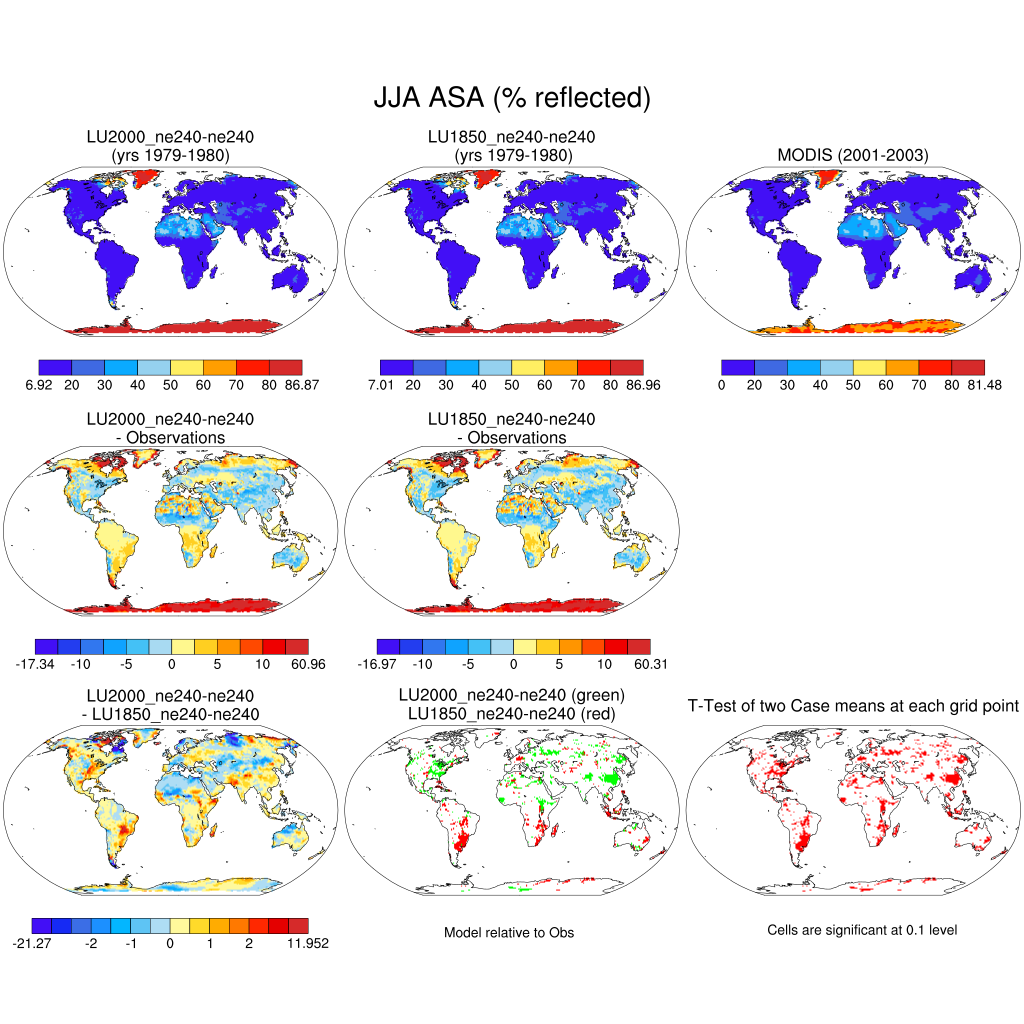 JJA ASA (% reflected)
LU2000_ne240-ne240
(yrs 1979-1980)
LU1850_ne240-ne240
(yrs 1979-1980)
MODIS (2001-2003)
6.92 20 30 40 50 60 70 80 86.87
7.01 20 30 40 50 60 70 80 86.96
0 20 30 40 50 60 70 80 81.48
LU2000_ne240-ne240
- Observations
LU1850_ne240-ne240
- Observations
-17.34 -10 -5 0 5 10 60.96
-16.97 -10 -5 0 5 10 60.31
LU2000_ne240-ne240
- LU1850_ne240-ne240
LU2000_ne240-ne240 (green)
LU1850_ne240-ne240 (red)
T-Test of two Case means at each grid point
-21.27 -2 -1 0 1 2 11.952
Model relative to Obs
Cells are significant at 0.1 level